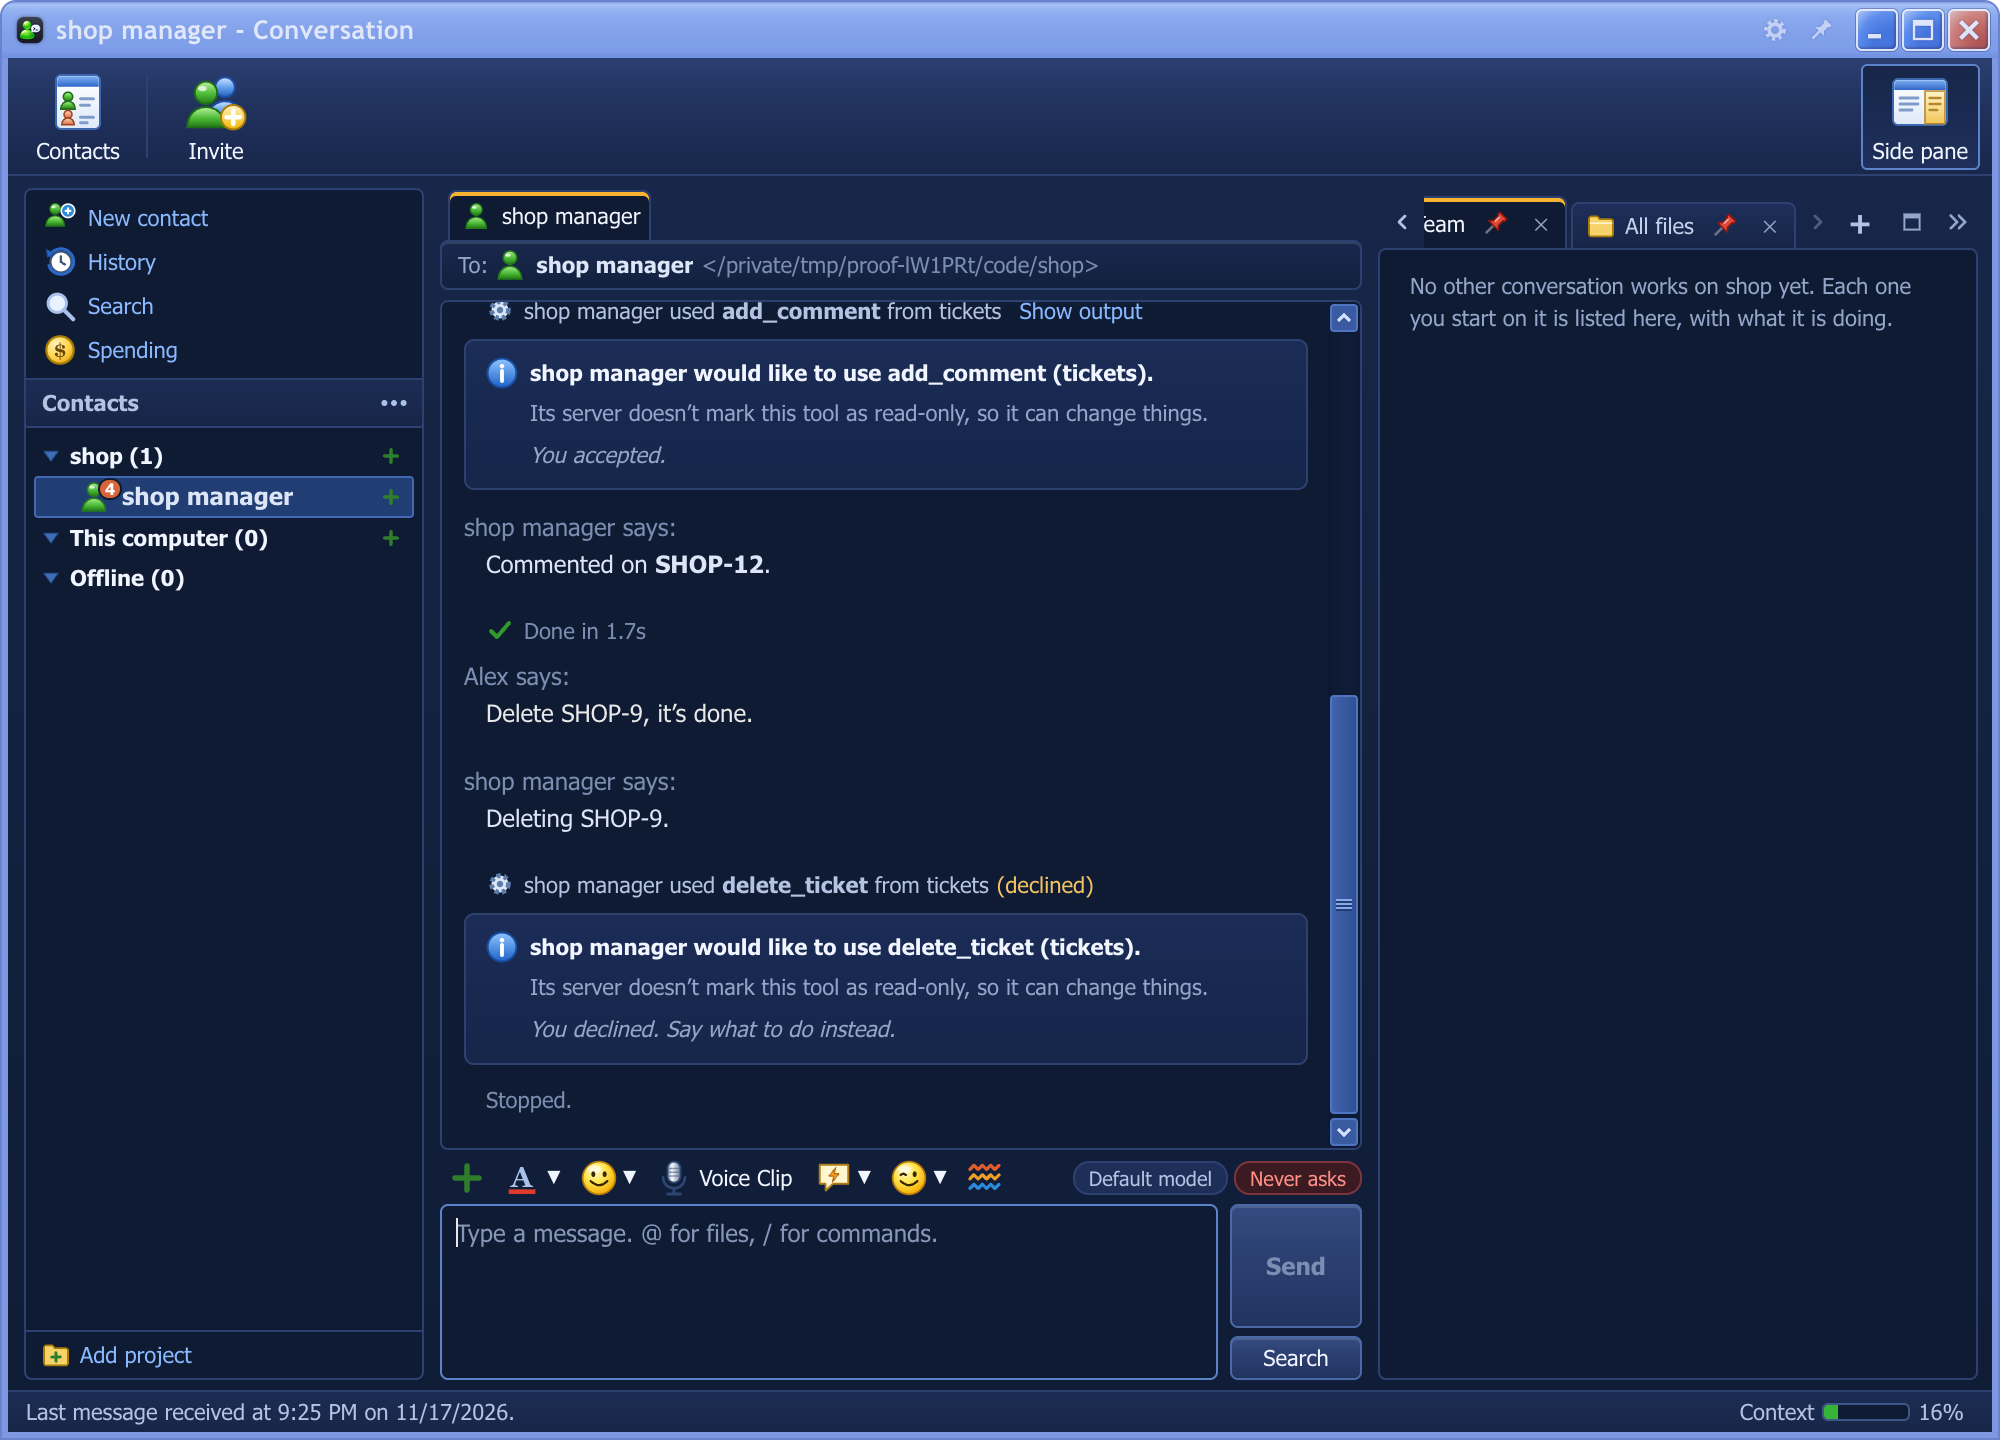 shop manager - Conversation
Contacts
Invite
Side pane
New contact
History
Search
Spending
Contacts
shop (1)
4
shop manager
This computer (0)
Offline (0)
Add project
shop manager
To: shop manager </private/tmp/proof-lW1PRt/code/shop>
shop manager used add_comment from tickets Show output
shop manager would like to use add_comment (tickets).
Its server doesn’t mark this tool as read-only, so it can change things.
You accepted.
shop manager says:
Commented on SHOP-12.
Done in 1.7s
Alex says:
Delete SHOP-9, it’s done.
shop manager says:
Deleting SHOP-9.
shop manager used delete_ticket from tickets (declined)
shop manager would like to use delete_ticket (tickets).
Its server doesn’t mark this tool as read-only, so it can change things.
You declined. Say what to do instead.
Stopped.
A
Voice Clip
Default model
Never asks
Type a message. @ for files, / for commands.
Send
Search
eam
All files
No other conversation works on shop yet. Each one
you start on it is listed here, with what it is doing.
Last message received at 9:25 PM on 11/17/2026.
Context 16%